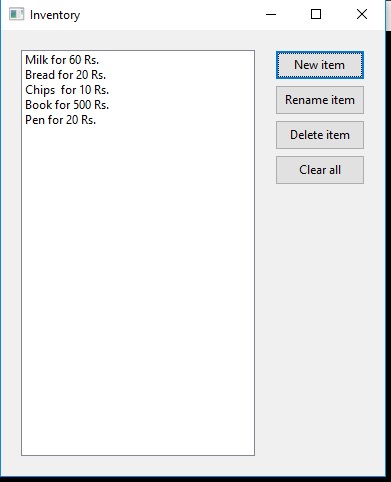 Inventory
Milk for 60 Rs.
Bread for 20 Rs.
Chips  for 10 Rs.
Book for 500 Rs.
Pen for 20 Rs.
New item
Rename item
Delete item
Clear all